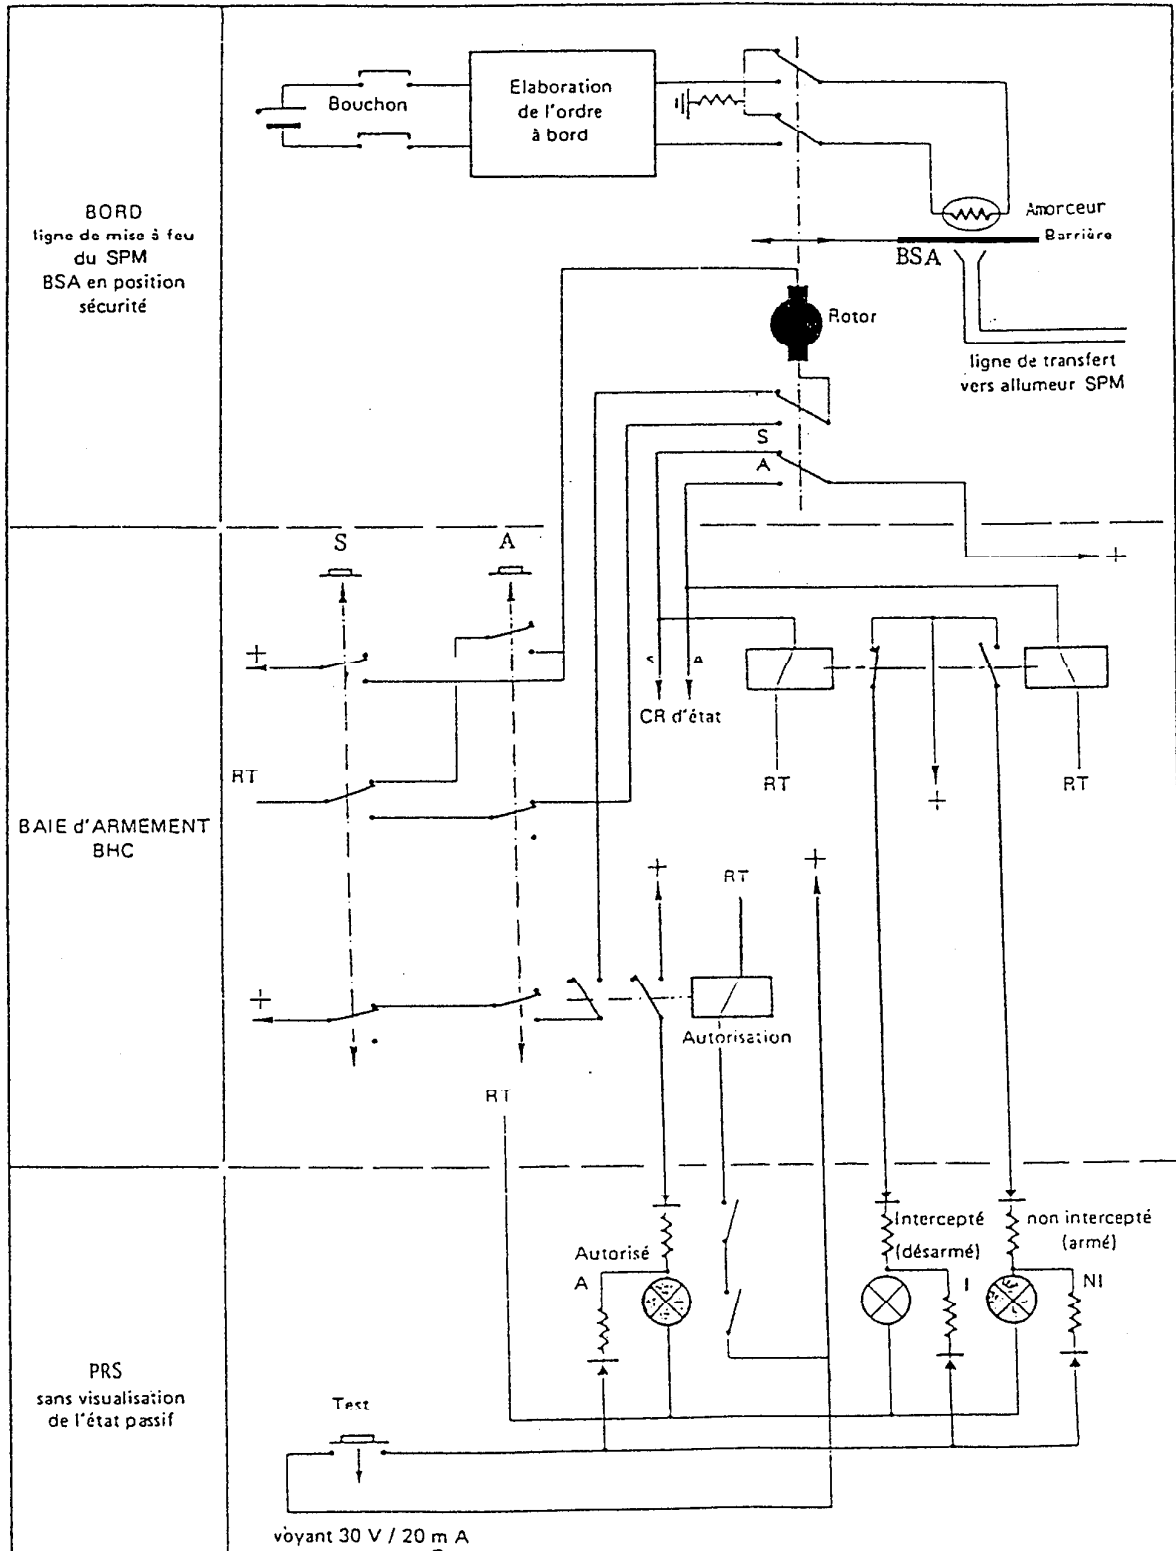 Bouchon
Elaboration
de l'ordre
à bord
BORD
ligne de mise à feu
du SPM
BSA en position
sécurité
Amorceur
Barrière
BSA
Rotor
ligne de transfert
vers allumeur SPM
S
A
S
A
+
+
S
A
CR d'état
RT
RT
RT
+
BAIE d'ARMEMENT
BHC
+
RT
+
+
Autorisation
RT
Autorisé
A
Intercepté
(désarmé)
I
non intercepté
(armé)
NI
PRS
sans visualisation
de l'état passif
Test
voyant 30 V / 20 m A